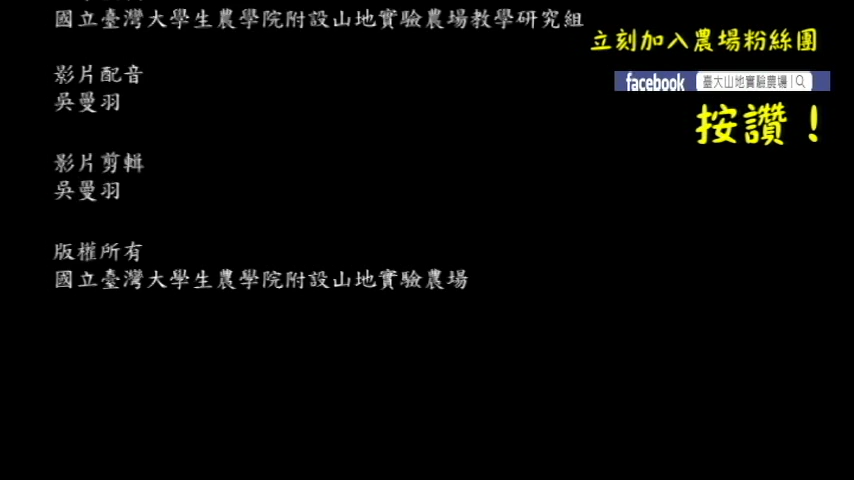 國立臺灣大學生農學院附設山地實驗農場教學研究組
影片配音
吳曼羽
影片剪輯
吳曼羽
版權所有
國立臺灣大學生農學院附設山地實驗農場
立刻加入農場粉絲團
facebook 臺大山地實驗農場
按讚！